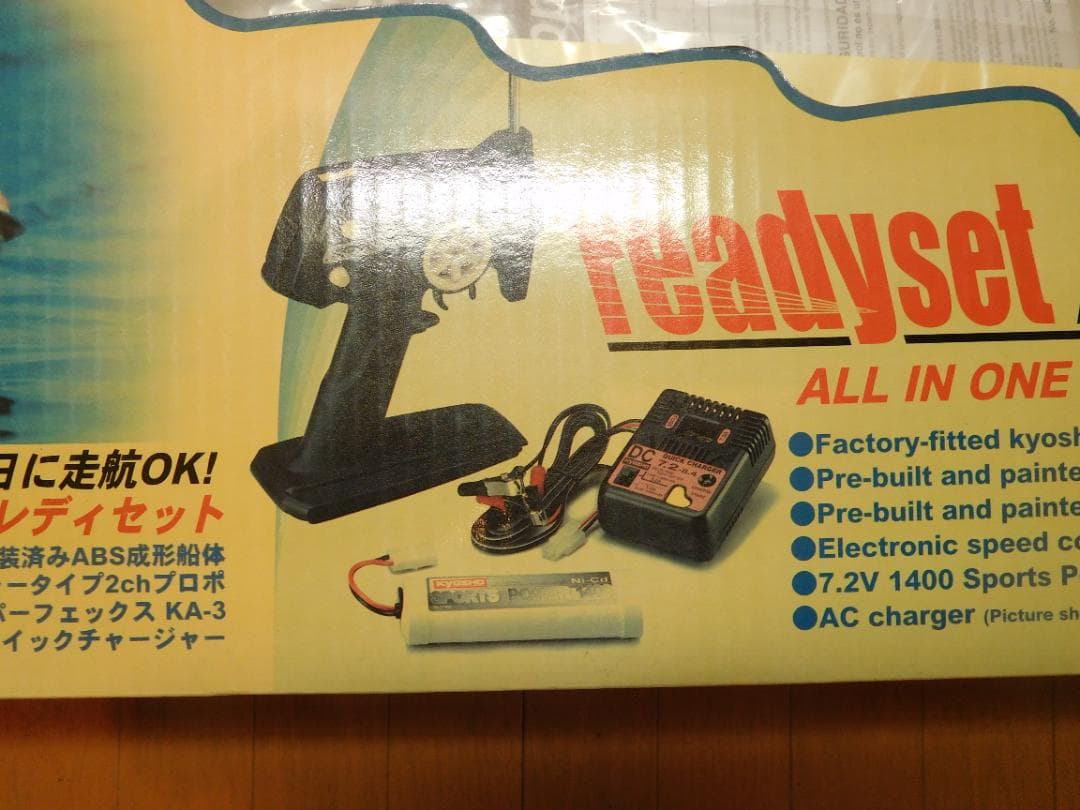 readyset
ALL IN ONE
日に走航OK!
レディセット
装済みABS成形船体
ータイプ2chプロポ
パーフェックス KA-3
イックチャージャー
●Factory-fitted kyosh
●Pre-built and painte
●Pre-built and painte
●Electronic speed co
●7.2V 1400 Sports P
●AC charger (Picture sh
DC
QUICK CHARGER
7.2-8.4
KYOSHO
Ni-Cd
SPORTS POWER 1400